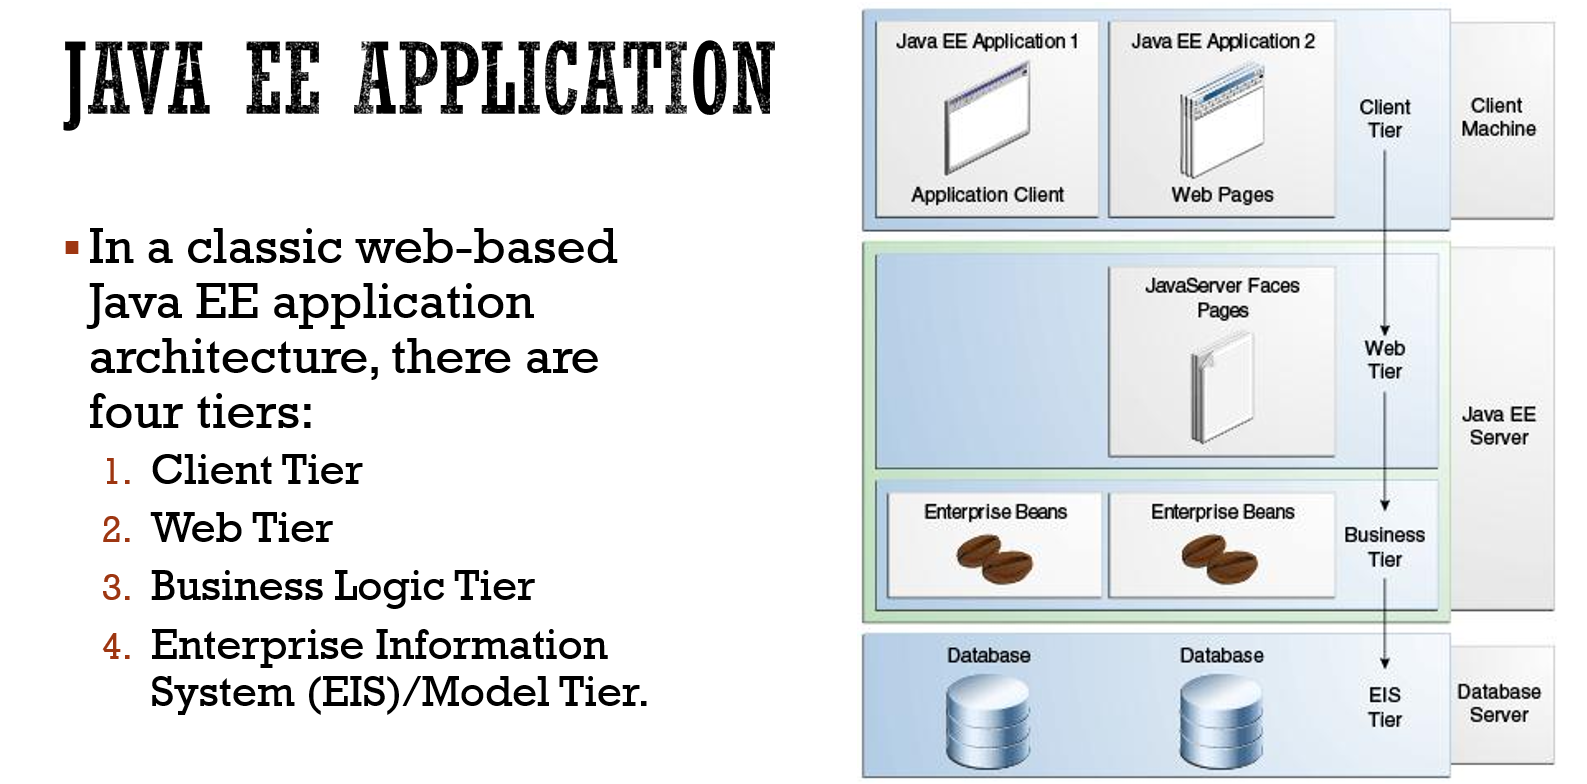 JAVA EE APPLICATION
▪ In a classic web-based
Java EE application
architecture, there are
four tiers:
1. Client Tier
2. Web Tier
3. Business Logic Tier
4. Enterprise Information
System (EIS)/Model Tier.
Java EE Application 1
Application Client
Java EE Application 2
Web Pages
Client
Tier
Client
Machine
JavaServer Faces
Pages
Web
Tier
Java EE
Server
Enterprise Beans
Enterprise Beans
Business
Tier
Database
Database
EIS
Tier
Database
Server